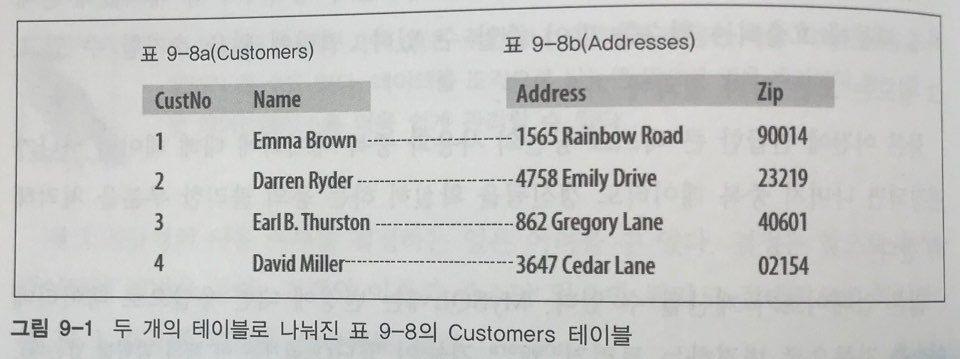 표 9-8a(Customers) 표 9-8b(Addresses)
CustNo Name Address Zip
1 Emma Brown 1565 Rainbow Road 90014
2 Darren Ryder 4758 Emily Drive 23219
3 Earl B. Thurston 862 Gregory Lane 40601
4 David Miller 3647 Cedar Lane 02154
그림 9-1 두 개의 테이블로 나눠진 표 9-8의 Customers 테이블